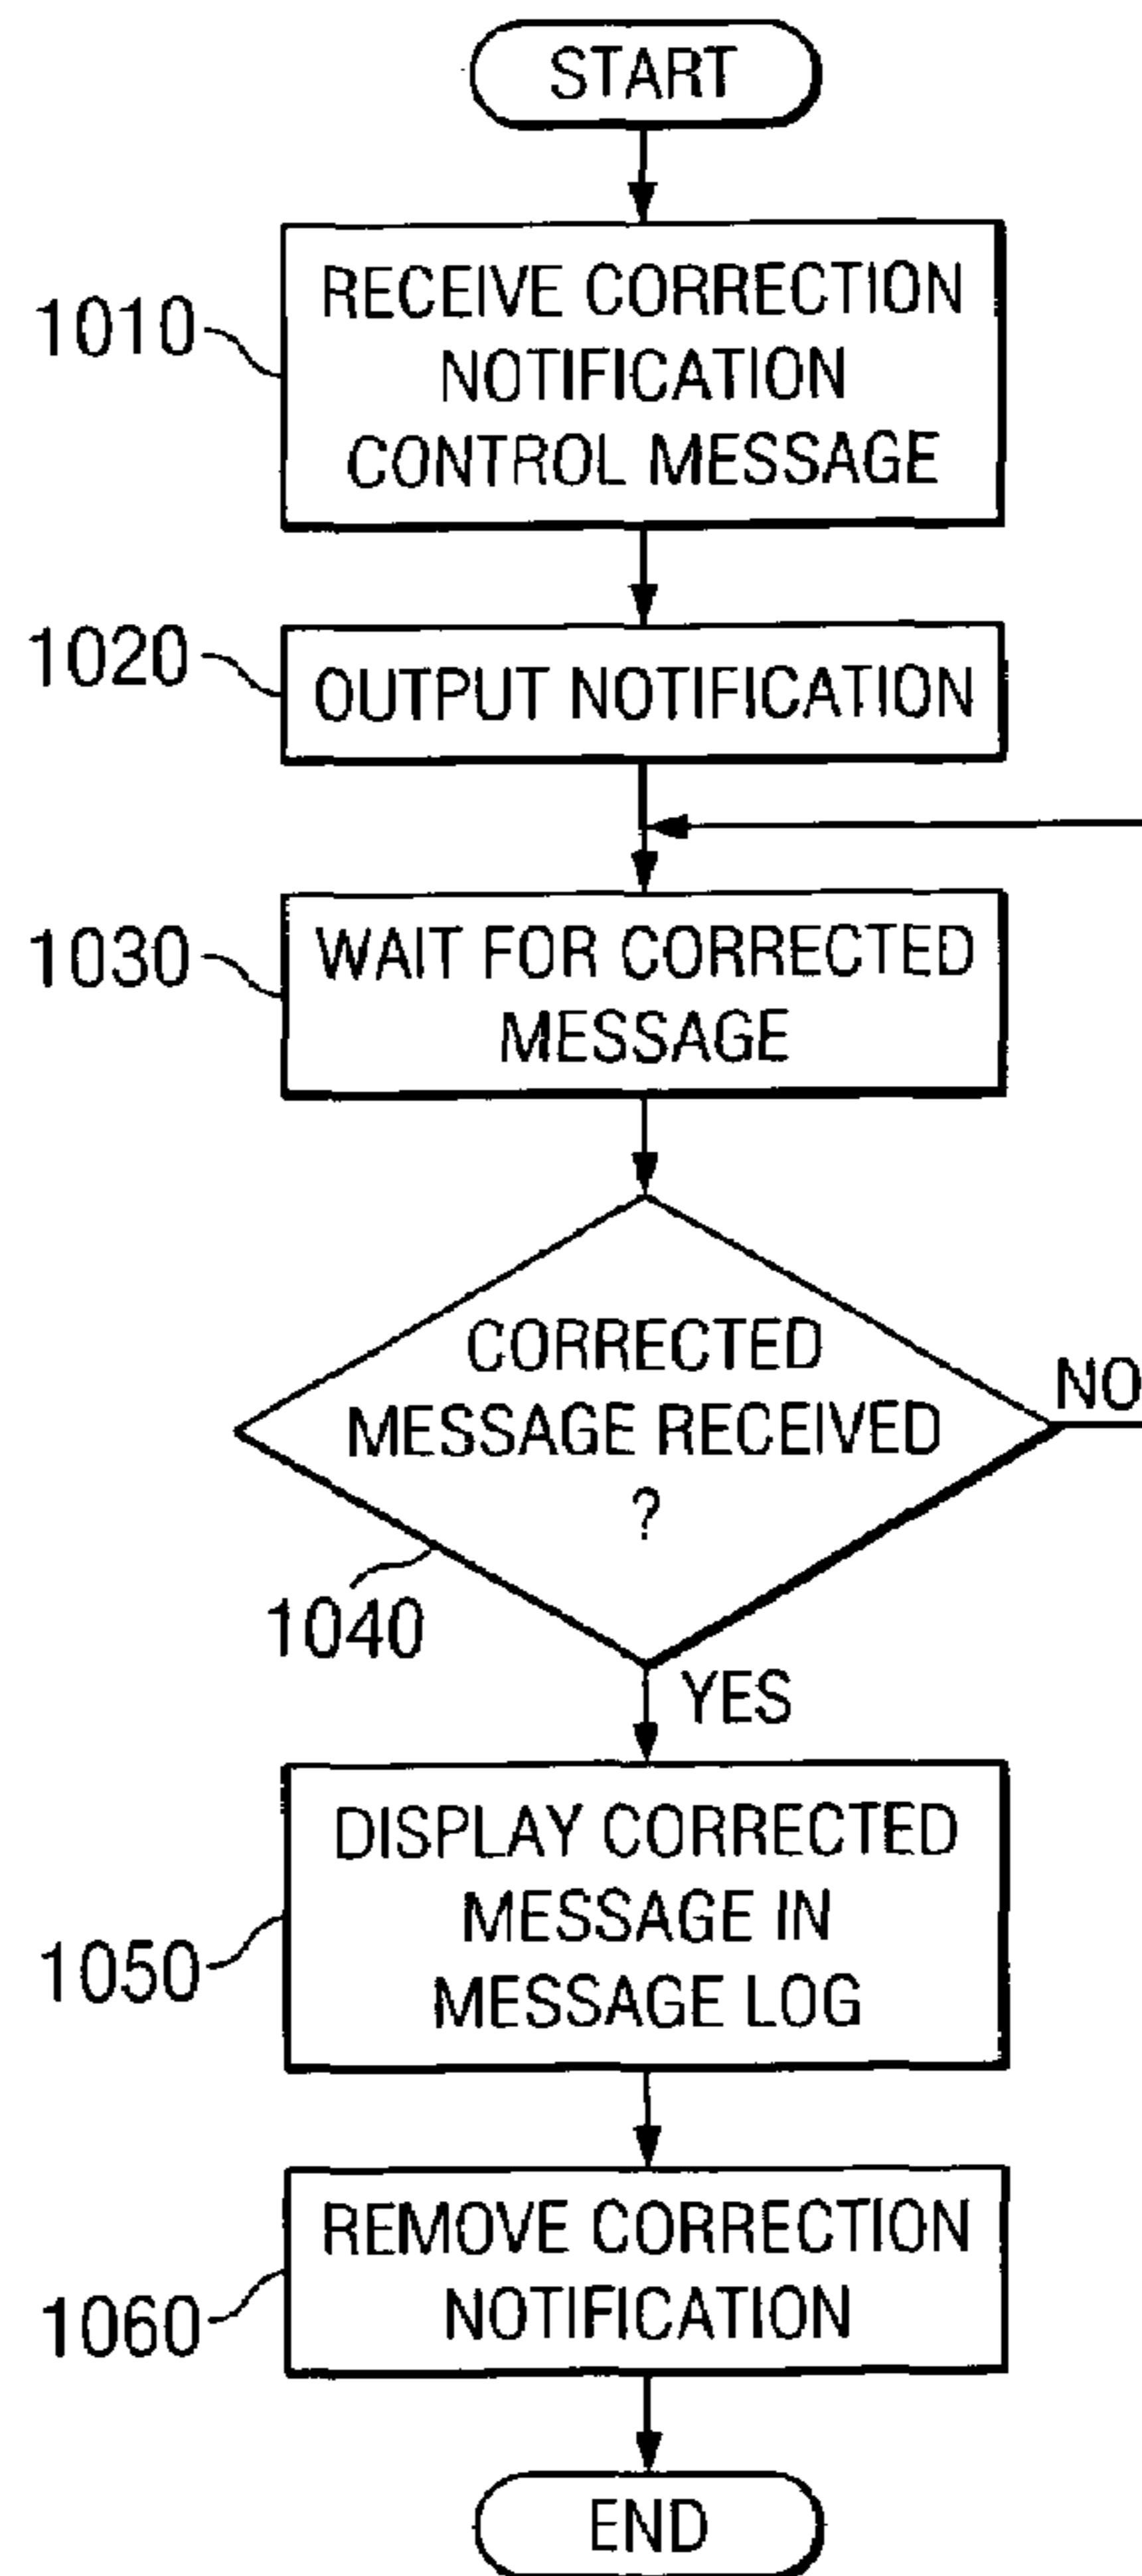 START
1010
RECEIVE CORRECTION
NOTIFICATION
CONTROL MESSAGE
1020
OUTPUT NOTIFICATION
1030
WAIT FOR CORRECTED
MESSAGE
CORRECTED
MESSAGE RECEIVED
?
NO
1040
YES
1050
DISPLAY CORRECTED
MESSAGE IN
MESSAGE LOG
1060
REMOVE CORRECTION
NOTIFICATION
END